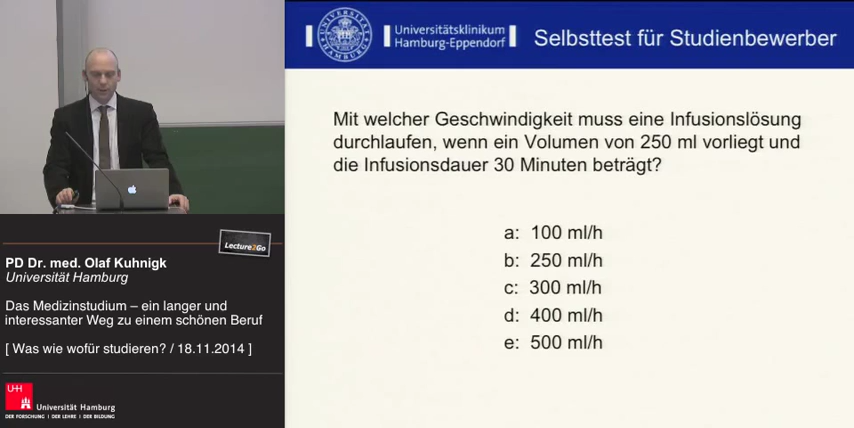 UNIVERSITÄT
HAMBURG
Universitätsklinikum
Hamburg-Eppendorf
Selbsttest für Studienbewerber
Mit welcher Geschwindigkeit muss eine Infusionslösung
durchlaufen, wenn ein Volumen von 250 ml vorliegt und
die Infusionsdauer 30 Minuten beträgt?
a: 100 ml/h
b: 250 ml/h
c: 300 ml/h
d: 400 ml/h
e: 500 ml/h
Lecture2Go
PD Dr. med. Olaf Kuhnigk
Universität Hamburg
Das Medizinstudium – ein langer und
interessanter Weg zu einem schönen Beruf
[ Was wie wofür studieren? / 18.11.2014 ]
UH
Universität Hamburg
DER FORSCHUNG | DER LEHRE | DER BILDUNG